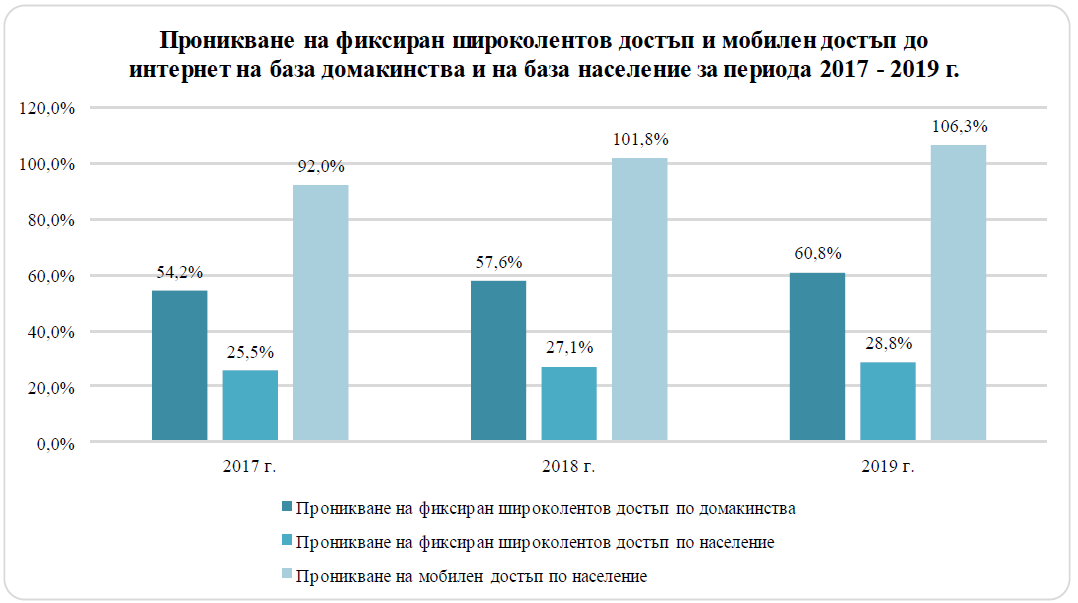 Проникване на фиксиран широколентов достъп и мобилен достъп до
интернет на база домакинства и на база население за периода 2017 - 2019 г.
120,0%
100,0%
80,0%
60,0%
40,0%
20,0%
0,0%
54,2%
25,5%
92,0%
57,6%
27,1%
101,8%
60,8%
28,8%
106,3%
2017 г.
2018 г.
2019 г.
Проникване на фиксиран широколентов достъп по домакинства
Проникване на фиксиран широколентов достъп по население
Проникване на мобилен достъп по население